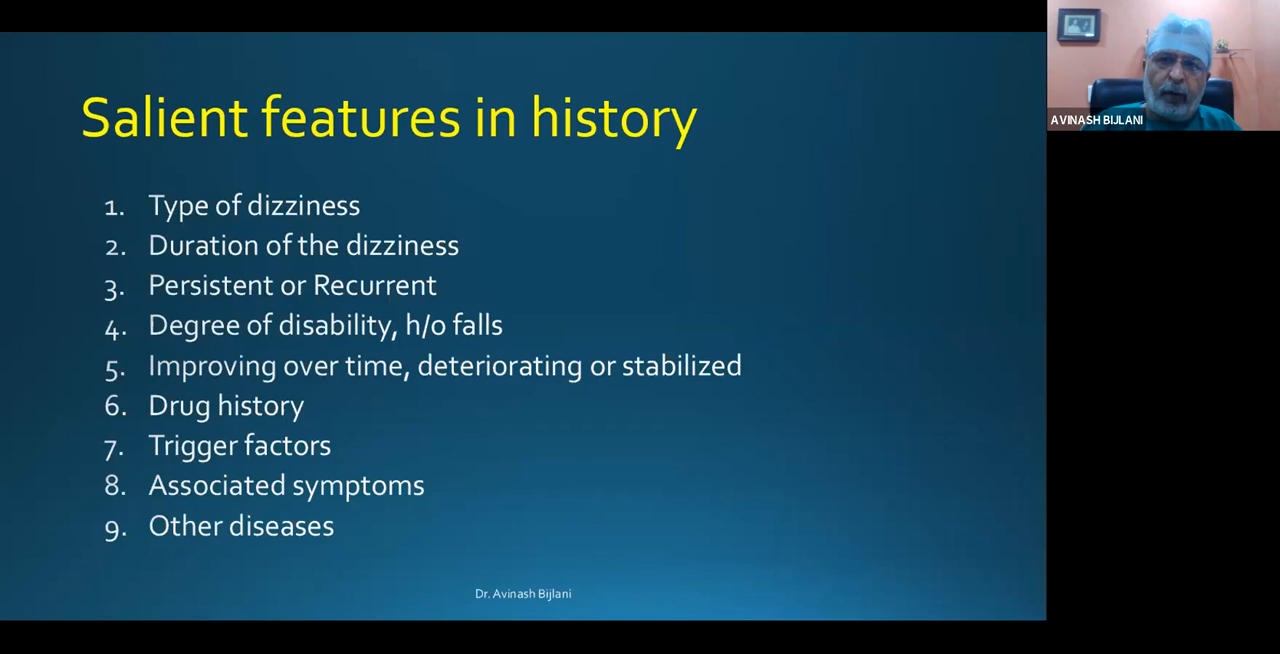 Salient features in history
1. Type of dizziness
2. Duration of the dizziness
3. Persistent or Recurrent
4. Degree of disability, h/o falls
5. Improving over time, deteriorating or stabilized
6. Drug history
7. Trigger factors
8. Associated symptoms
9. Other diseases
Dr. Avinash Bijlani
AVINASH BIJLANI